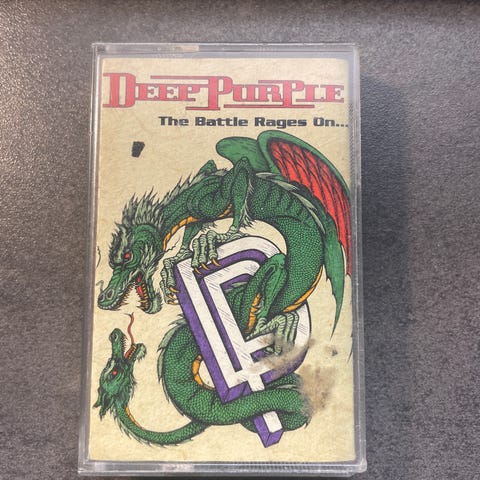 Deep Purple
The Battle Rages On...